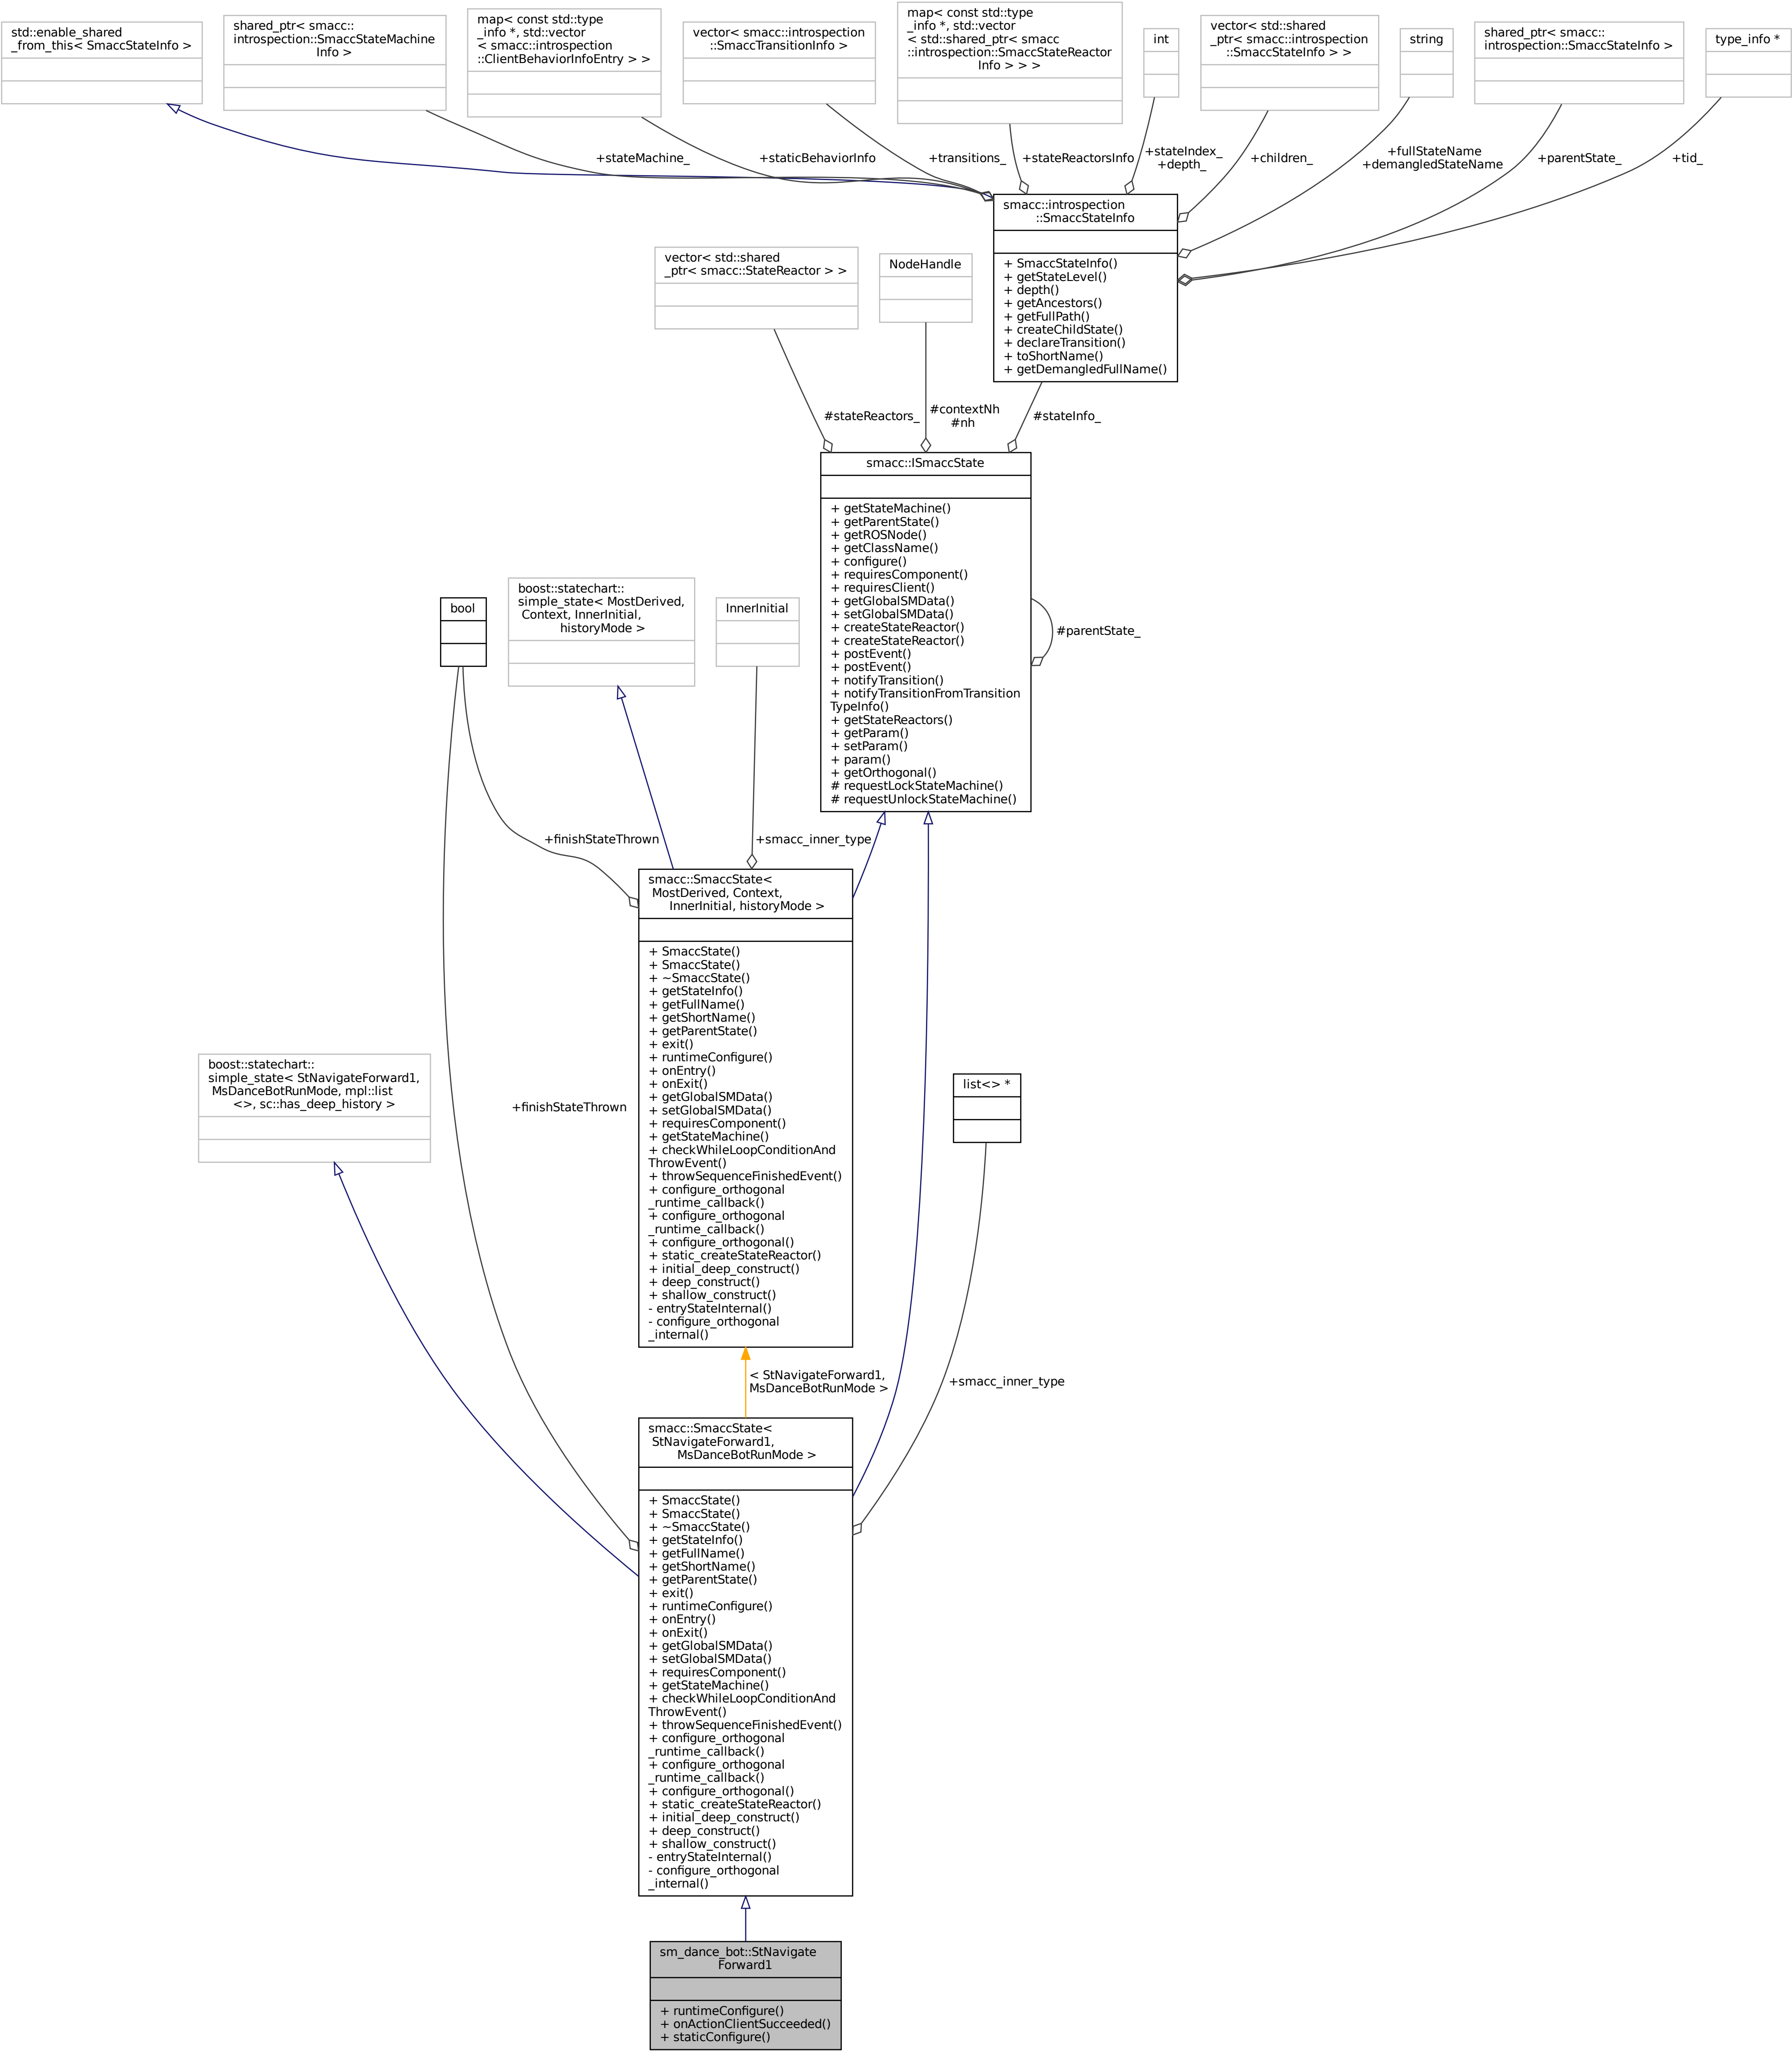 std::enable_shared
_from_this< SmaccStateInfo >
shared_ptr< smacc::
introspection::SmaccStateMachine
Info >
map< const std::type
_info *, std::vector
< smacc::introspection
::ClientBehaviorInfoEntry > >
vector< smacc::introspection
::SmaccTransitionInfo >
map< const std::type
_info *, std::vector
< std::shared_ptr< smacc
::introspection::SmaccStateReactor
Info > > >
int
vector< std::shared
_ptr< smacc::introspection
::SmaccStateInfo > >
string
shared_ptr< smacc::
introspection::SmaccStateInfo >
type_info *
+stateMachine_
+staticBehaviorInfo
+transitions_
+stateReactorsInfo
+stateIndex_
+depth_
+children_
+fullStateName
+demangledStateName
+parentState_
+tid_
smacc::introspection
::SmaccStateInfo
+ SmaccStateInfo()
+ getStateLevel()
+ depth()
+ getAncestors()
+ getFullPath()
+ createChildState()
+ declareTransition()
+ toShortName()
+ getDemangledFullName()
vector< std::shared
_ptr< smacc::StateReactor > >
NodeHandle
#stateReactors_
#contextNh
#nh
#stateInfo_
smacc::ISmaccState
+ getStateMachine()
+ getParentState()
+ getROSNode()
+ getClassName()
+ configure()
+ requiresComponent()
+ requiresClient()
+ getGlobalSMData()
+ setGlobalSMData()
+ createStateReactor()
+ createStateReactor()
+ postEvent()
+ postEvent()
+ notifyTransition()
+ notifyTransitionFromTransition
TypeInfo()
+ getStateReactors()
+ getParam()
+ setParam()
+ param()
+ getOrthogonal()
# requestLockStateMachine()
# requestUnlockStateMachine()
#parentState_
bool
boost::statechart::
simple_state< MostDerived,
Context, InnerInitial,
historyMode >
InnerInitial
+finishStateThrown
+smacc_inner_type
smacc::SmaccState<
MostDerived, Context,
InnerInitial, historyMode >
+ SmaccState()
+ SmaccState()
+ ~SmaccState()
+ getStateInfo()
+ getFullName()
+ getShortName()
+ getParentState()
+ exit()
+ runtimeConfigure()
+ onEntry()
+ onExit()
+ getGlobalSMData()
+ setGlobalSMData()
+ requiresComponent()
+ getStateMachine()
+ checkWhileLoopConditionAnd
ThrowEvent()
+ throwSequenceFinishedEvent()
+ configure_orthogonal
_runtime_callback()
+ configure_orthogonal
_runtime_callback()
+ configure_orthogonal()
+ static_createStateReactor()
+ initial_deep_construct()
+ deep_construct()
+ shallow_construct()
- entryStateInternal()
- configure_orthogonal
_internal()
boost::statechart::
simple_state< StNavigateForward1,
MsDanceBotRunMode, mpl::list
<>, sc::has_deep_history >
+finishStateThrown
list<> *
< StNavigateForward1,
MsDanceBotRunMode >
+smacc_inner_type
smacc::SmaccState<
StNavigateForward1,
MsDanceBotRunMode >
+ SmaccState()
+ SmaccState()
+ ~SmaccState()
+ getStateInfo()
+ getFullName()
+ getShortName()
+ getParentState()
+ exit()
+ runtimeConfigure()
+ onEntry()
+ onExit()
+ getGlobalSMData()
+ setGlobalSMData()
+ requiresComponent()
+ getStateMachine()
+ checkWhileLoopConditionAnd
ThrowEvent()
+ throwSequenceFinishedEvent()
+ configure_orthogonal
_runtime_callback()
+ configure_orthogonal
_runtime_callback()
+ configure_orthogonal()
+ static_createStateReactor()
+ initial_deep_construct()
+ deep_construct()
+ shallow_construct()
- entryStateInternal()
- configure_orthogonal
_internal()
sm_dance_bot::StNavigate
Forward1
+ runtimeConfigure()
+ onActionClientSucceeded()
+ staticConfigure()